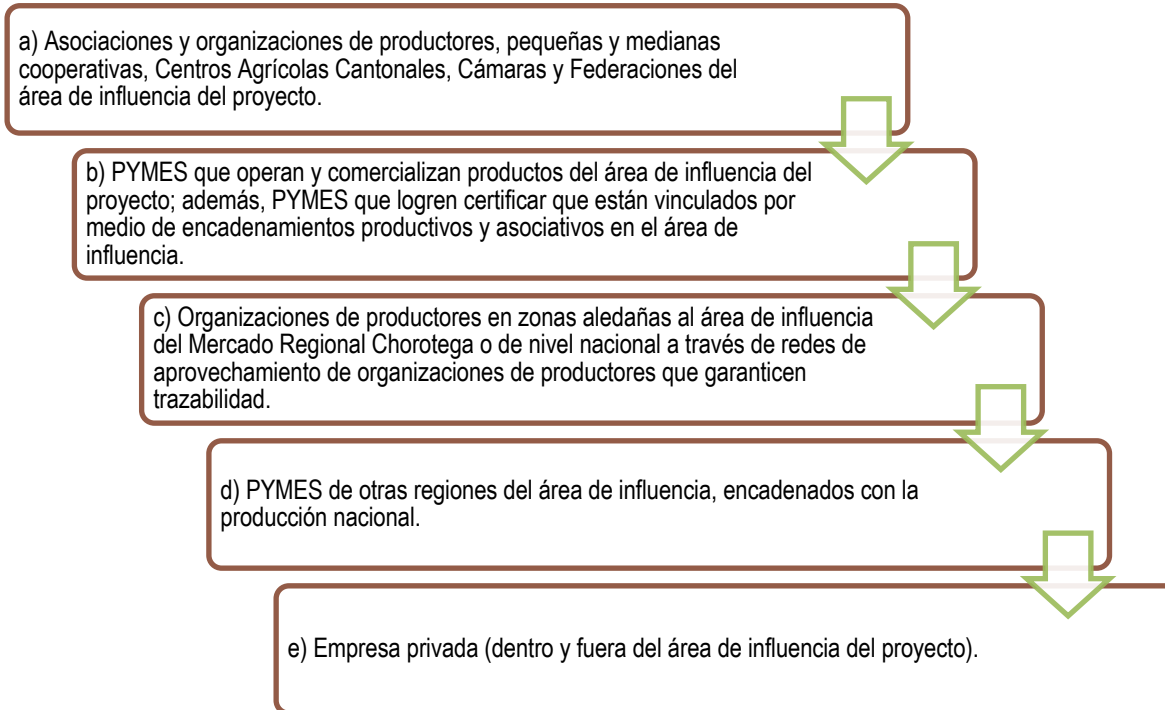 a) Asociaciones y organizaciones de productores, pequeñas y medianas
cooperativas, Centros Agrícolas Cantonales, Cámaras y Federaciones del
área de influencia del proyecto.
b) PYMES que operan y comercializan productos del área de influencia del
proyecto; además, PYMES que logren certificar que están vinculados por
medio de encadenamientos productivos y asociativos en el área de
influencia.
c) Organizaciones de productores en zonas aledañas al área de influencia
del Mercado Regional Chorotega o de nivel nacional a través de redes de
aprovechamiento de organizaciones de productores que garanticen
trazabilidad.
d) PYMES de otras regiones del área de influencia, encadenados con la
producción nacional.
e) Empresa privada (dentro y fuera del área de influencia del proyecto).